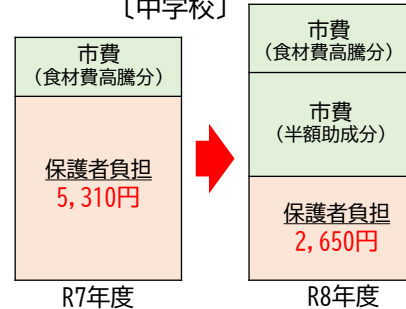 〔中学校〕
市費
（食材費高騰分）
保護者負担
5,310円
R7年度
市費
（食材費高騰分）
市費
（半額助成分）
保護者負担
2,650円
R8年度